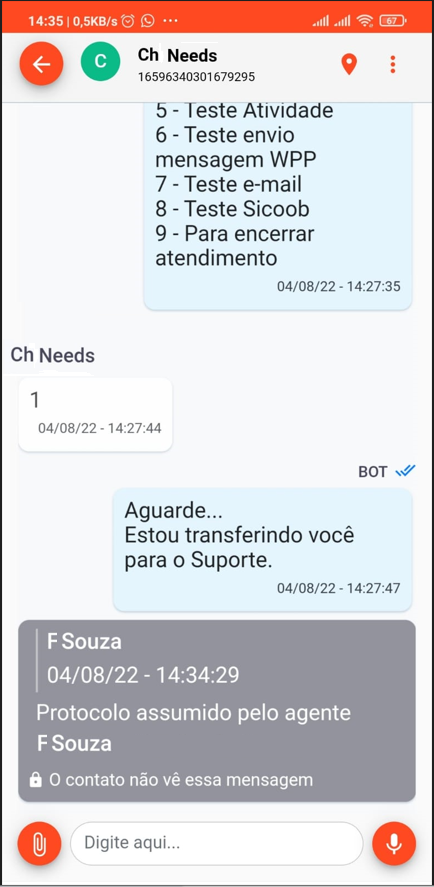 14:35 | 0,5KB/s ... 67
C Ch Needs
16596340301679295
5 - Teste Atividade
6 - Teste envio
mensagem WPP
7 - Teste e-mail
8 - Teste Sicoob
9 - Para encerrar
atendimento
04/08/22 - 14:27:35
Ch Needs
1
04/08/22 - 14:27:44
BOT
Aguarde...
Estou transferindo você
para o Suporte.
04/08/22 - 14:27:47
F Souza
04/08/22 - 14:34:29
Protocolo assumido pelo agente
F Souza
O contato não vê essa mensagem
Digite aqui...